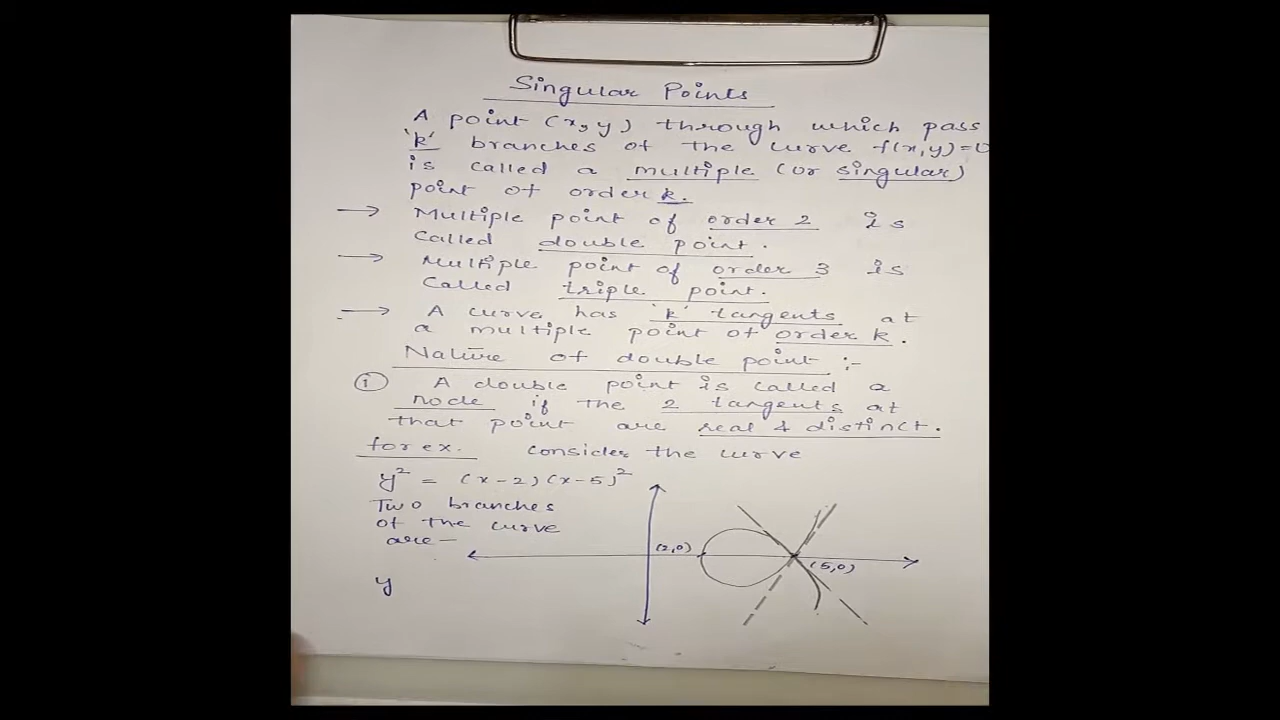 Singular Points
A point (x, y) through which pass
'k' branches of the curve f(x,y)=0
is called a multiple (or singular)
point of order k.
→ Multiple point of order 2 is
called double point.
→ Multiple point of order 3 is
called triple point.
→ A curve has 'k' tangents at
a multiple point of order k.
Nature of double point :-
① A double point is called a
node if the 2 tangents at
that point are real & distinct.
for ex. consider the curve
y² = (x-2)(x-5)²
Two branches
of the curve
are —
(2,0)
(5,0)
y